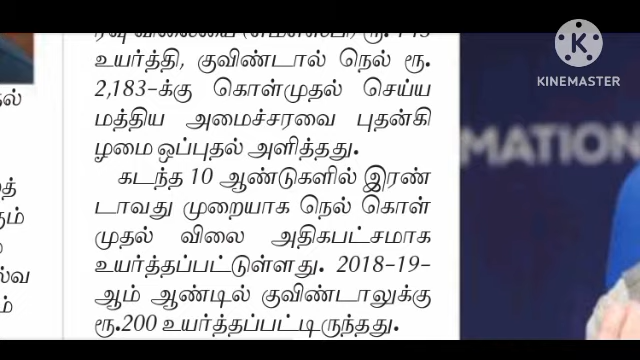 உயர்த்தி, குவிண்டால் நெல் ரூ.
2,183-க்கு கொள்முதல் செய்ய
மத்திய அமைச்சரவை புதன்கி
ழமை ஒப்புதல் அளித்தது.
கடந்த 10 ஆண்டுகளில் இரண்
டாவது முறையாக நெல் கொள்
முதல் விலை அதிகபட்சமாக
உயர்த்தப்பட்டுள்ளது. 2018-19-
ஆம் ஆண்டில் குவிண்டாலுக்கு
ரூ.200 உயர்த்தப்பட்டிருந்தது.
K
KINEMASTER
MATION